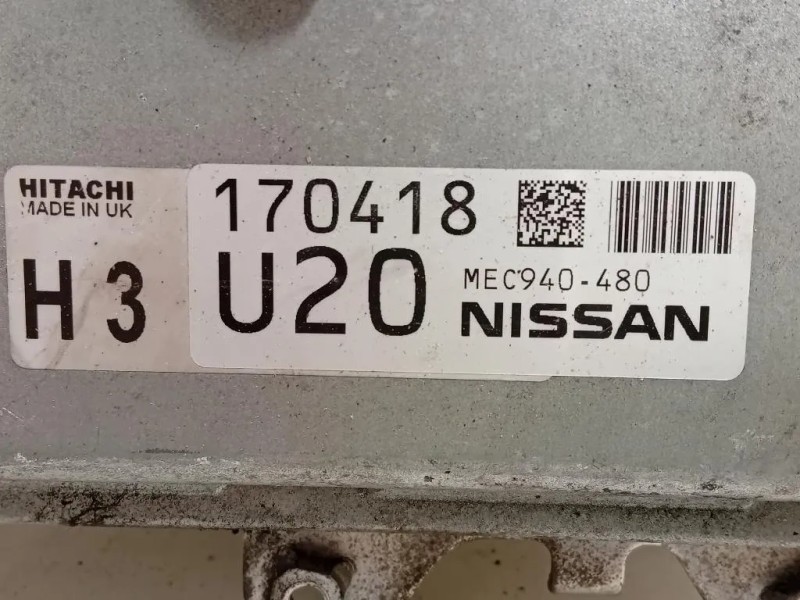 HITACHI
MADE IN UK
H 3
170418
U20
MEC940-480
NISSAN